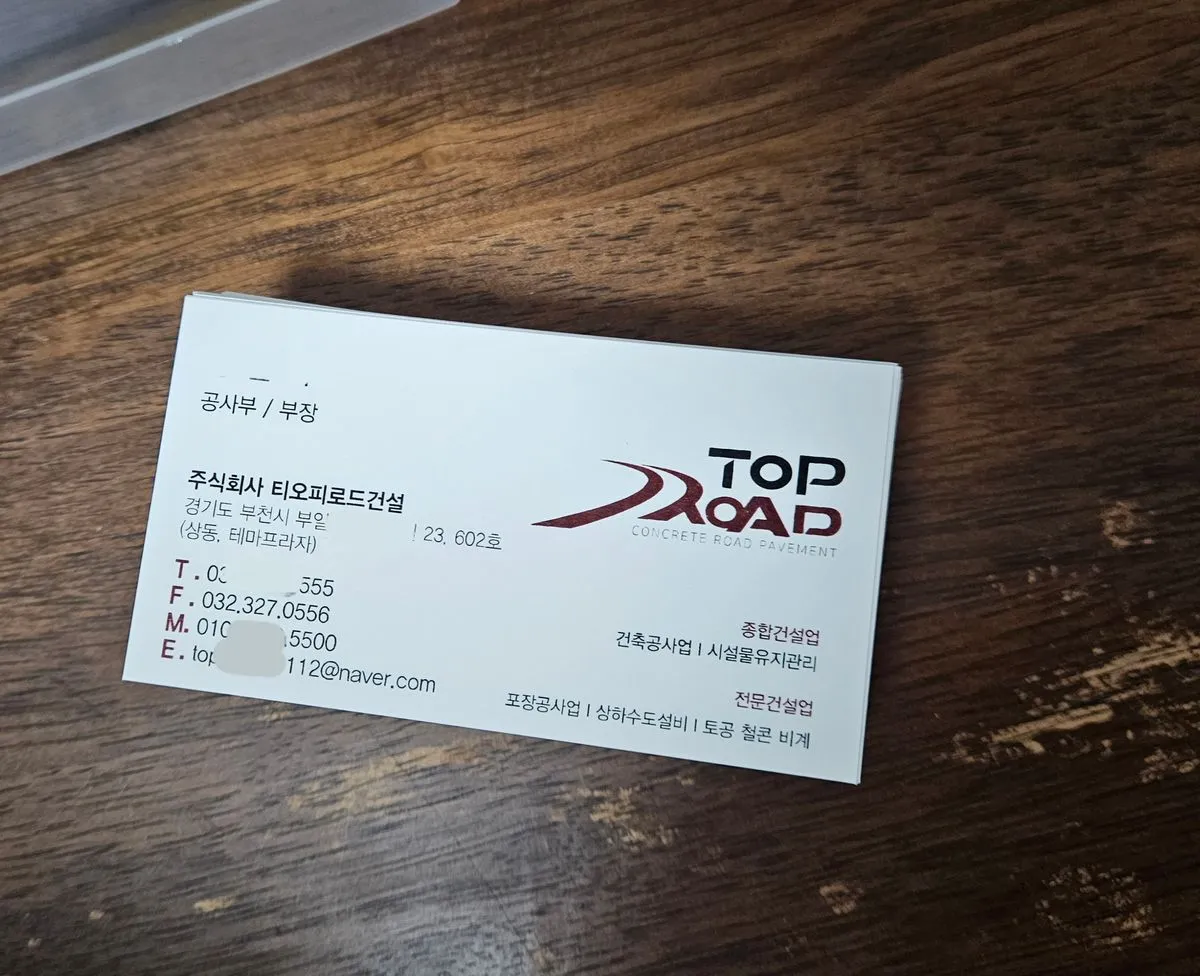 공사부 / 부장
주식회사 티오피로드건설
경기도 부천시 23, 602호
(상동, 테마프라자)
T. 555
F. 032.327.0556
M. 010 .5500
E. top 112@naver.com
TOP
ROAD
CONCRETE ROAD PAVEMENT
종합건설업
건축공사업 I 시설물유지관리
전문건설업
포장공사업 I 상하수도설비 I 토공 철콘 비계